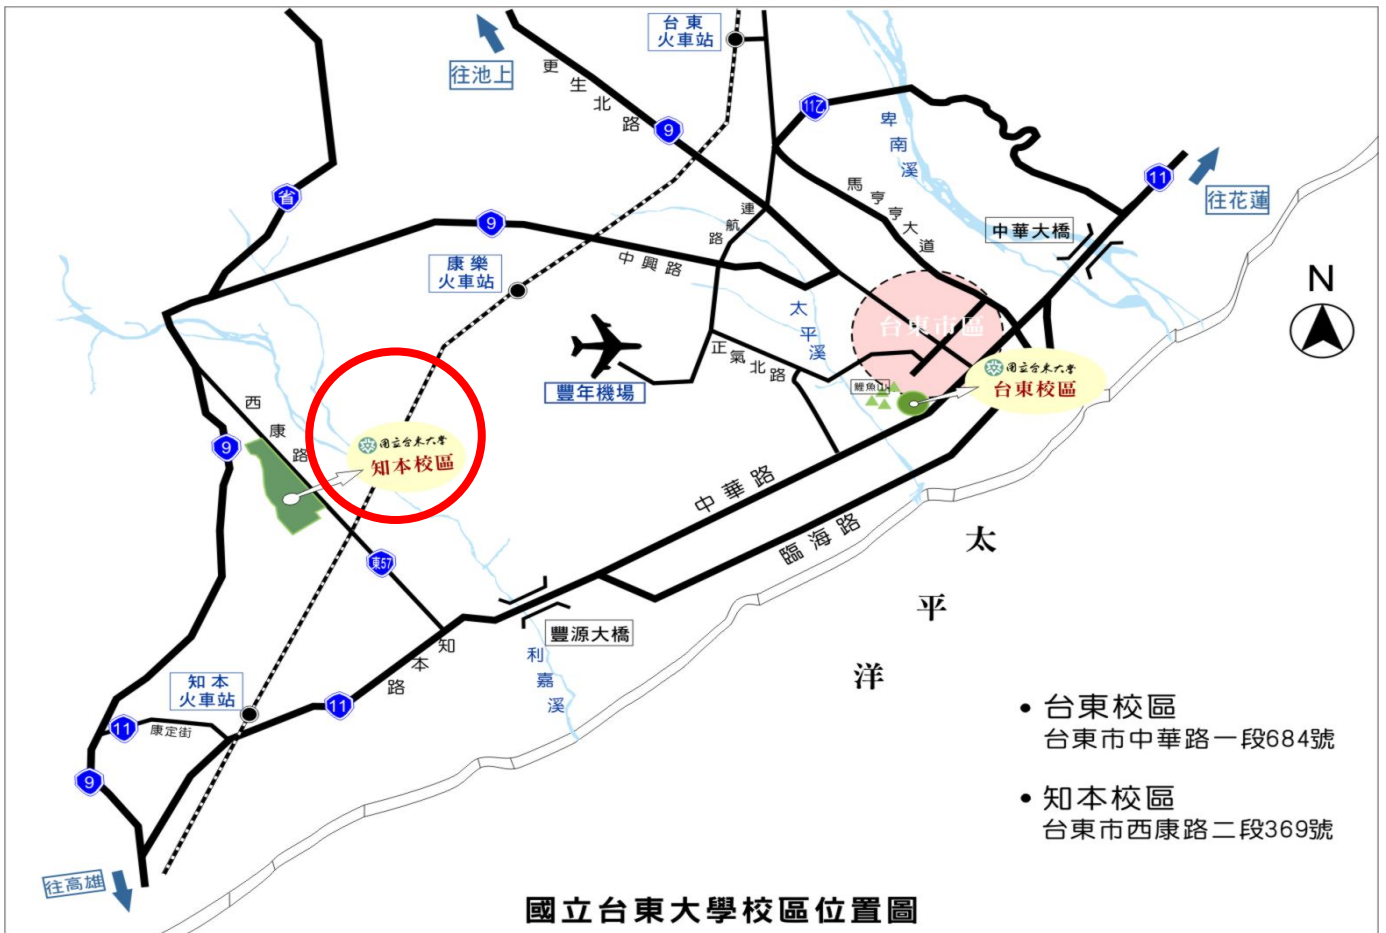 台東
火車站
往池上
更生北路
9
11乙
卑南溪
11
往花蓮
省
馬亨亨大道
連航路
9
中華大橋
康樂
火車站
中興路
N
太平溪
台東市區
正氣北路
豐年機場
鯉魚山
國立台東大學
台東校區
西康路
9
國立台東大學
知本校區
中華路
臨海路
太平洋
東57
豐源大橋
知本路
利嘉溪
知本
火車站
11
11
康定街
9
往高雄
• 台東校區
台東市中華路一段684號
• 知本校區
台東市西康路二段369號
國立台東大學校區位置圖